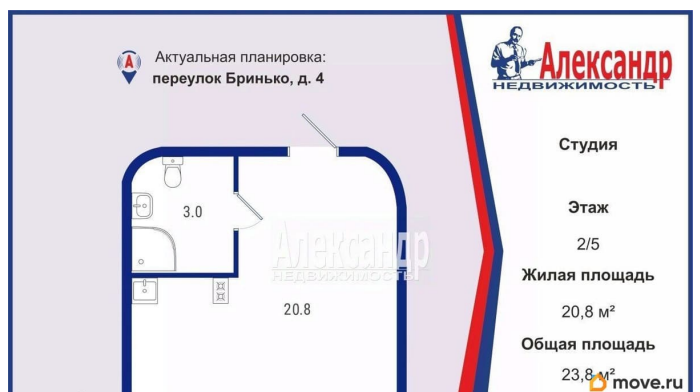 Актуальная планировка:
переулок Бринько, д. 4
А
Александр
НЕДВИЖИМОСТЬ
Студия
Этаж
2/5
Жилая площадь
20,8 м²
Общая площадь
23,8 м²
3.0
Александр
НЕДВИЖИМОСТЬ
20.8
move.ru